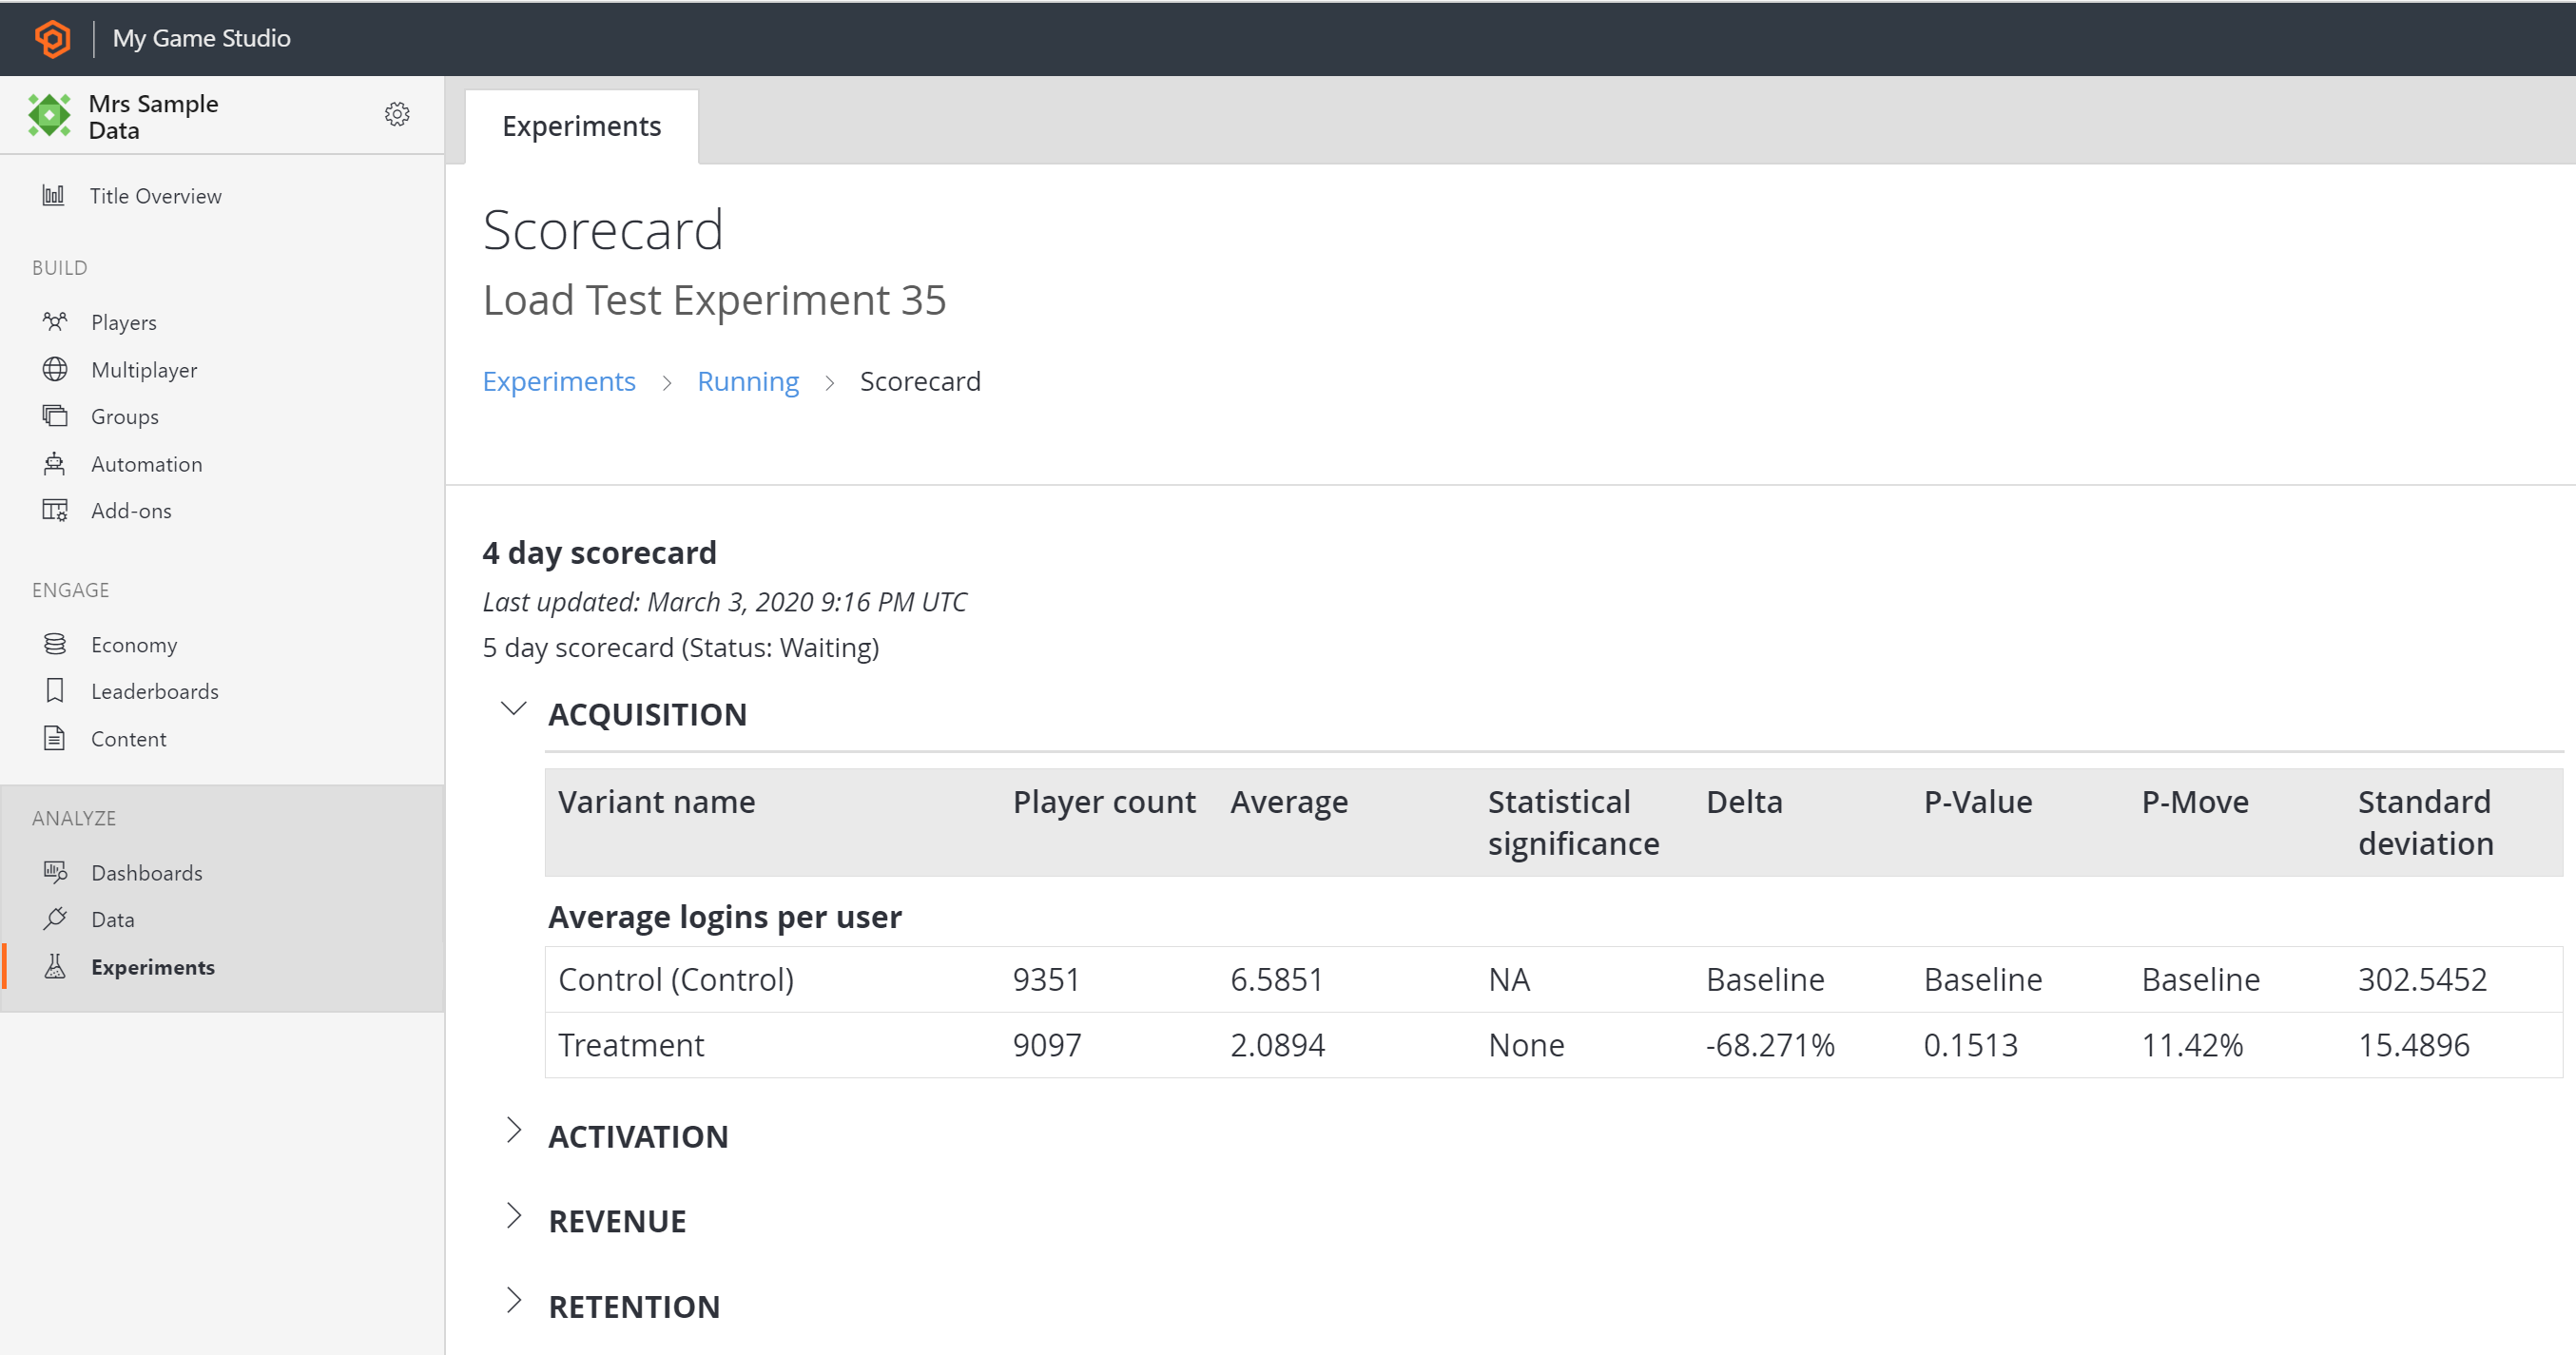 My Game Studio
Mrs Sample
Data
Title Overview
BUILD
Players
Multiplayer
Groups
Automation
Add-ons
ENGAGE
Economy
Leaderboards
Content
ANALYZE
Dashboards
Data
Experiments
Experiments
Scorecard
Load Test Experiment 35
Experiments > Running > Scorecard
4 day scorecard
Last updated: March 3, 2020 9:16 PM UTC
5 day scorecard (Status: Waiting)
ACQUISITION
Variant name Player count Average Statistical significance Delta P-Value P-Move Standard deviation
Average logins per user
Control (Control) 9351 6.5851 NA Baseline Baseline Baseline 302.5452
Treatment 9097 2.0894 None -68.271% 0.1513 11.42% 15.4896
ACTIVATION
REVENUE
RETENTION